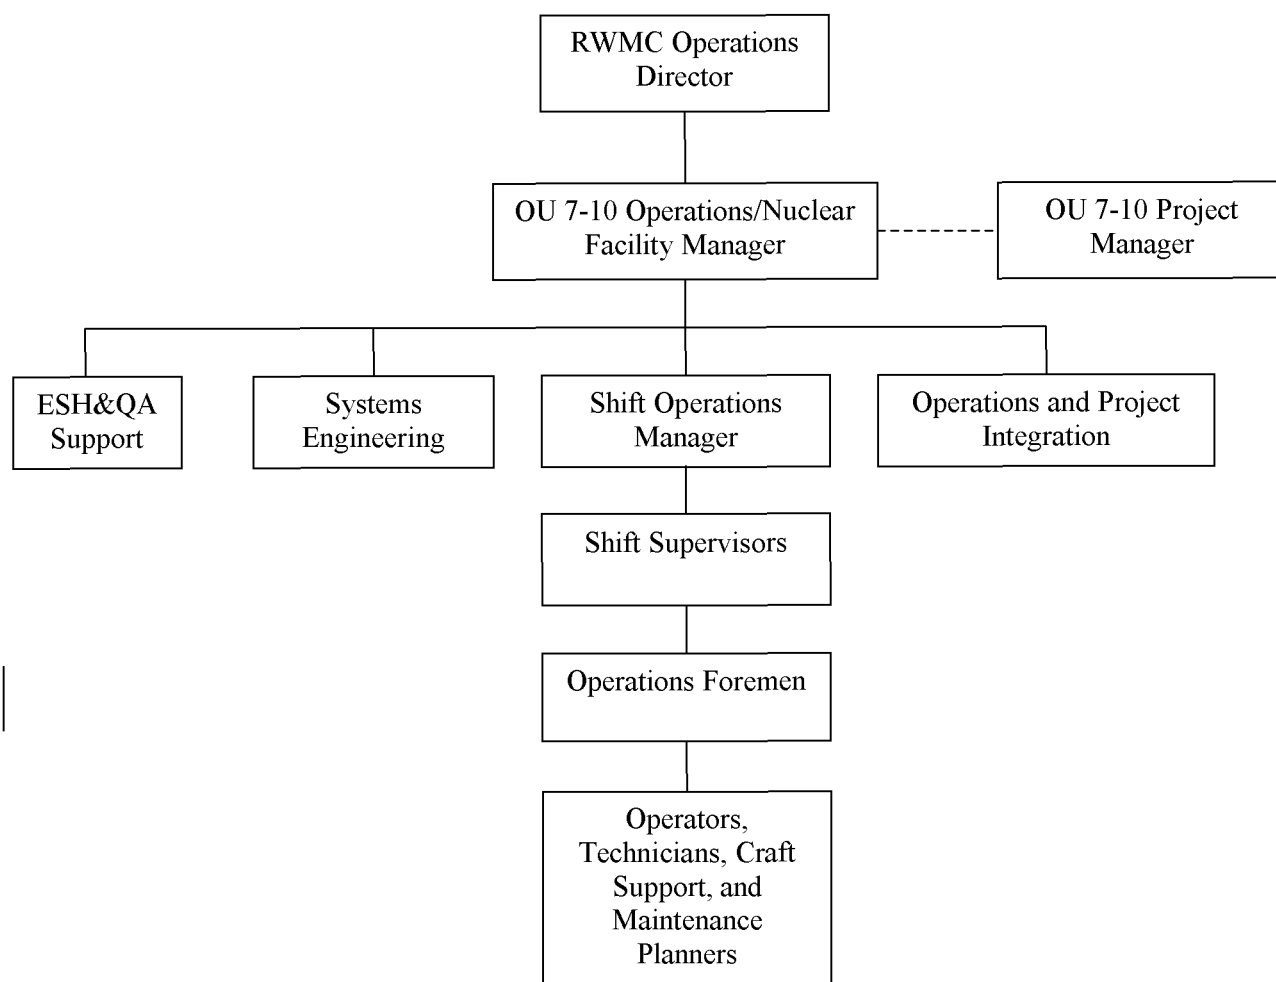 RWMC Operations
Director
OU 7-10 Operations/Nuclear
Facility Manager
OU 7-10 Project
Manager
ESH&QA
Support
Systems
Engineering
Shift Operations
Manager
Operations and Project
Integration
Shift Supervisors
Operations Foremen
Operators,
Technicians, Craft
Support, and
Maintenance
Planners